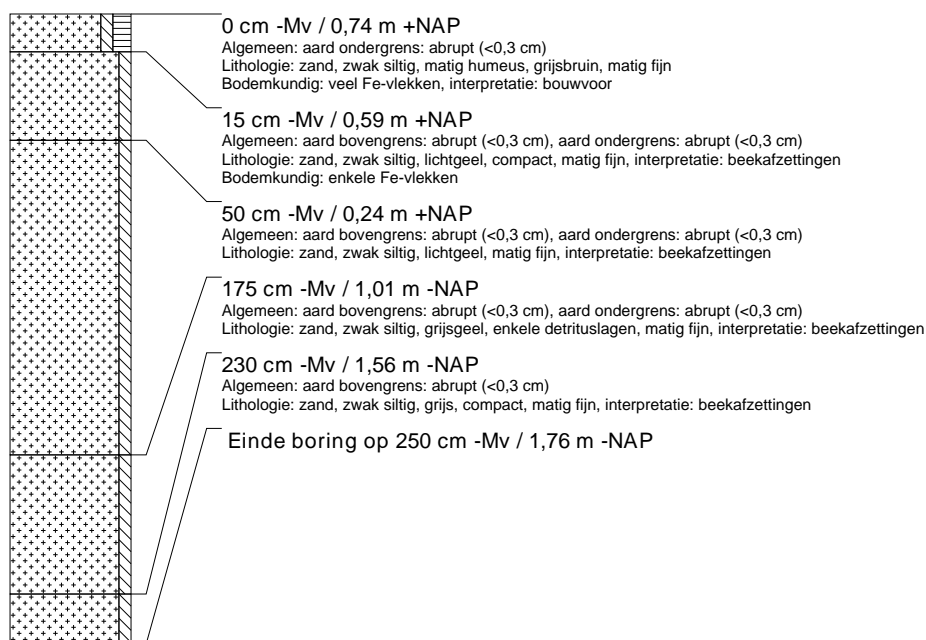 0 cm -Mv / 0,74 m +NAP
Algemeen: aard ondergrens: abrupt (<0,3 cm)
Lithologie: zand, zwak siltig, matig humeus, grijsbruin, matig fijn
Bodemkundig: veel Fe-vlekken, interpretatie: bouwvoor
15 cm -Mv / 0,59 m +NAP
Algemeen: aard bovengrens: abrupt (<0,3 cm), aard ondergrens: abrupt (<0,3 cm)
Lithologie: zand, zwak siltig, lichtgeel, compact, matig fijn, interpretatie: beekafzettingen
Bodemkundig: enkele Fe-vlekken
50 cm -Mv / 0,24 m +NAP
Algemeen: aard bovengrens: abrupt (<0,3 cm), aard ondergrens: abrupt (<0,3 cm)
Lithologie: zand, zwak siltig, lichtgeel, matig fijn, interpretatie: beekafzettingen
175 cm -Mv / 1,01 m -NAP
Algemeen: aard bovengrens: abrupt (<0,3 cm), aard ondergrens: abrupt (<0,3 cm)
Lithologie: zand, zwak siltig, grijsgeel, enkele detrituslagen, matig fijn, interpretatie: beekafzettingen
230 cm -Mv / 1,56 m -NAP
Algemeen: aard bovengrens: abrupt (<0,3 cm)
Lithologie: zand, zwak siltig, grijs, compact, matig fijn, interpretatie: beekafzettingen
Einde boring op 250 cm -Mv / 1,76 m -NAP